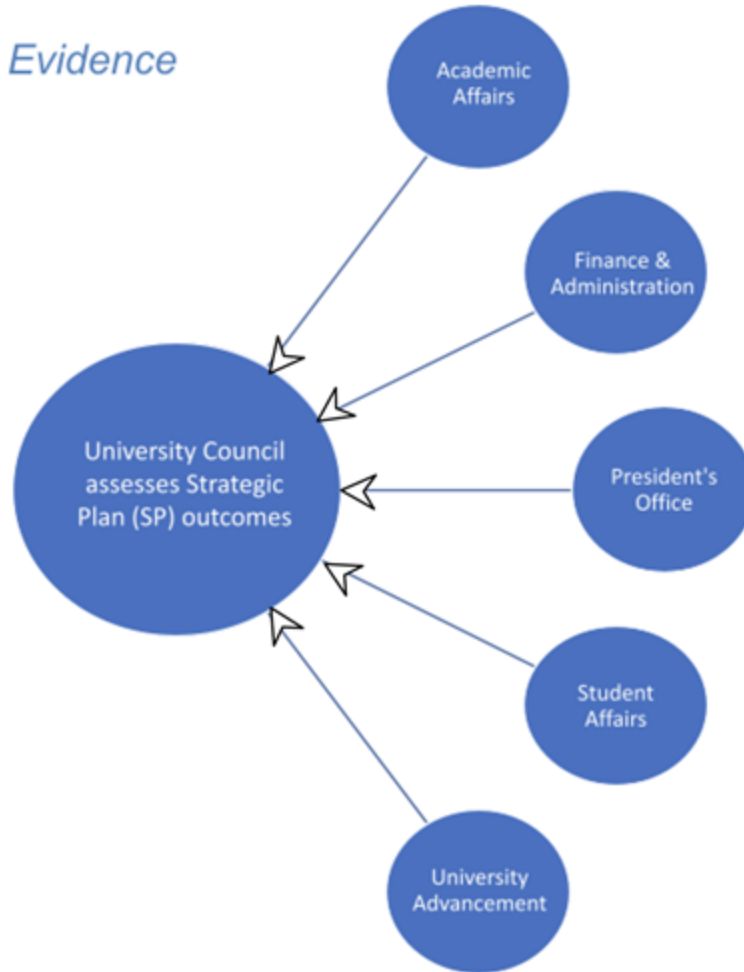 Evidence
Academic
Affairs
Finance &
Administration
University Council
assesses Strategic
Plan (SP) outcomes
President's
Office
Student
Affairs
University
Advancement